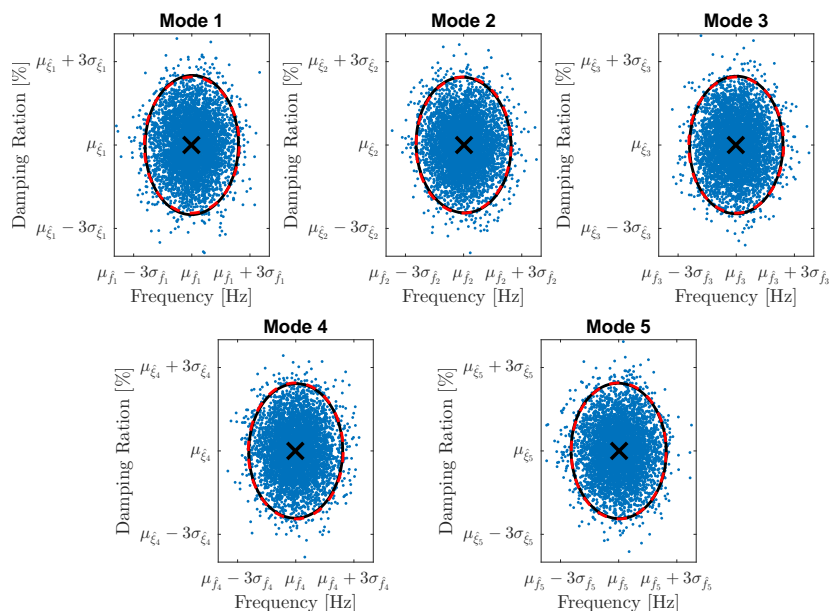 Mode 1
Mode 2
Mode 3
Damping Ration [%]
μ_ξ̂₁ + 3σ_ξ̂₁
μ_ξ̂₁
μ_ξ̂₁ − 3σ_ξ̂₁
μ_f̂₁ − 3σ_f̂₁ μ_f̂₁ μ_f̂₁ + 3σ_f̂₁
Frequency [Hz]
Damping Ration [%]
μ_ξ̂₂ + 3σ_ξ̂₂
μ_ξ̂₂
μ_ξ̂₂ − 3σ_ξ̂₂
μ_f̂₂ − 3σ_f̂₂ μ_f̂₂ μ_f̂₂ + 3σ_f̂₂
Frequency [Hz]
Damping Ration [%]
μ_ξ̂₃ + 3σ_ξ̂₃
μ_ξ̂₃
μ_ξ̂₃ − 3σ_ξ̂₃
μ_f̂₃ − 3σ_f̂₃ μ_f̂₃ μ_f̂₃ + 3σ_f̂₃
Frequency [Hz]
Mode 4
Mode 5
Damping Ration [%]
μ_ξ̂₄ + 3σ_ξ̂₄
μ_ξ̂₄
μ_ξ̂₄ − 3σ_ξ̂₄
μ_f̂₄ − 3σ_f̂₄ μ_f̂₄ μ_f̂₄ + 3σ_f̂₄
Frequency [Hz]
Damping Ration [%]
μ_ξ̂₅ + 3σ_ξ̂₅
μ_ξ̂₅
μ_ξ̂₅ − 3σ_ξ̂₅
μ_f̂₅ − 3σ_f̂₅ μ_f̂₅ μ_f̂₅ + 3σ_f̂₅
Frequency [Hz]